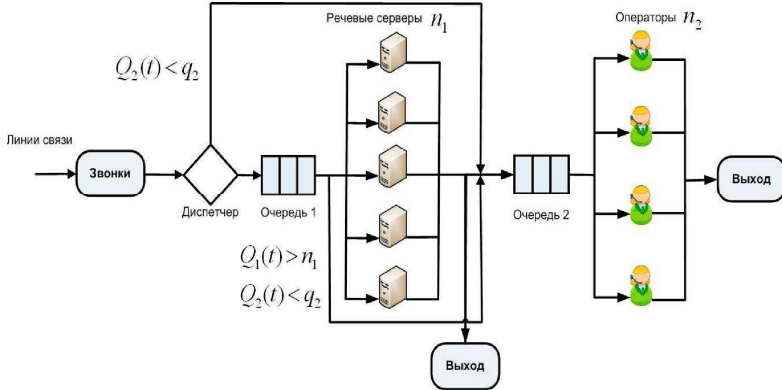 Речевые серверы n₁
Операторы n₂
Q₂(t) < q₂
Линии связи
Звонки
Диспетчер
Очередь 1
Очередь 2
Выход
Q₁(t) > n₁
Q₂(t) < q₂
Выход